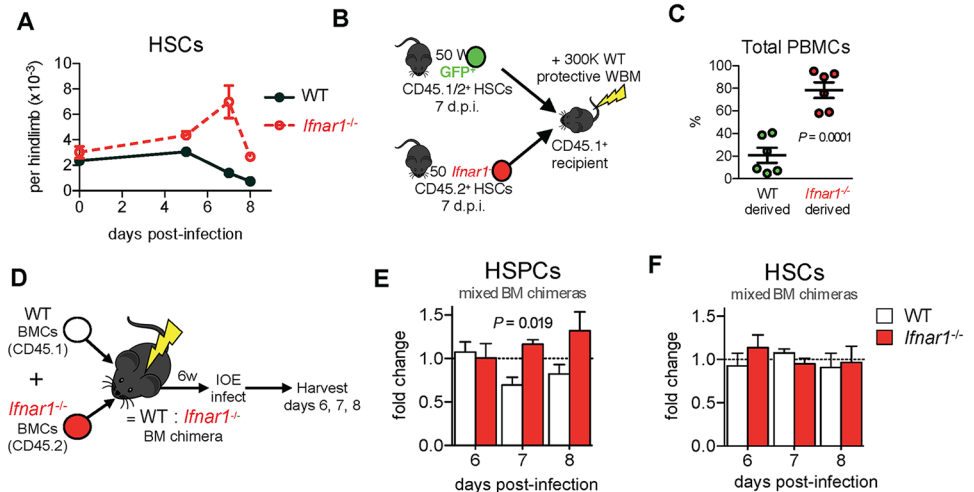 A
HSCs
per hindlimb (x10⁻³)
10
8
6
4
2
0
0 2 4 6 8
days post-infection
WT
Ifnar1⁻/⁻
B
50 W
GFP⁺
CD45.1/2⁺ HSCs
7 d.p.i.
50 Ifnar1⁻
CD45.2⁺ HSCs
7 d.p.i.
+ 300K WT
protective WBM
CD45.1⁺
recipient
C
Total PBMCs
%
100
80
60
40
20
0
P = 0.0001
WT
derived
Ifnar1⁻/⁻
derived
D
WT
BMCs
(CD45.1)
+
Ifnar1⁻/⁻
BMCs
(CD45.2)
6w
IOE
infect
Harvest
days 6, 7, 8
= WT : Ifnar1⁻/⁻
BM chimera
E
HSPCs
mixed BM chimeras
P = 0.019
fold change
1.5
1.0
0.5
0.0
6 7 8
days post-infection
F
HSCs
mixed BM chimeras
fold change
1.5
1.0
0.5
0.0
6 7 8
days post-infection
WT
Ifnar1⁻/⁻